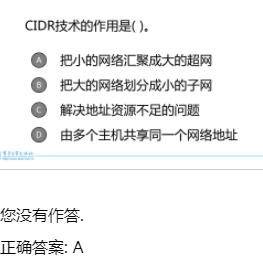 CIDR技术的作用是( )。
A 把小的网络汇聚成大的超网
B 把大的网络划分成小的子网
C 解决地址资源不足的问题
D 由多个主机共享同一个网络地址
您没有作答.
正确答案: A